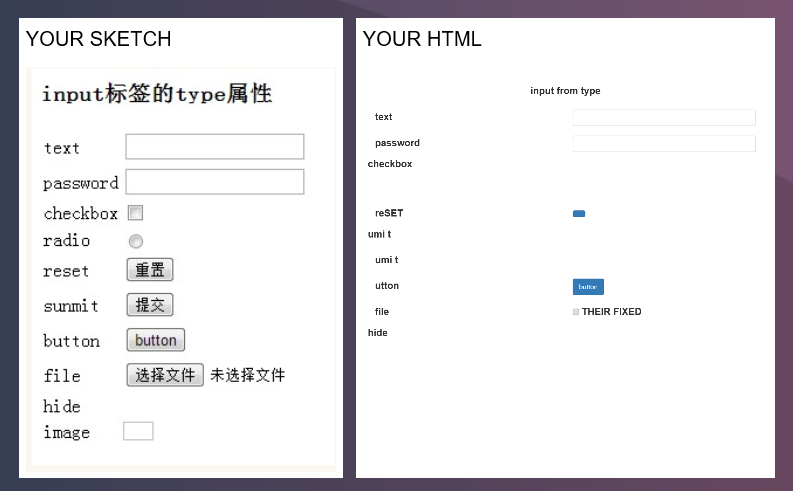 YOUR SKETCH
input标签的type属性
text
password
checkbox
radio
reset 重置
sunmit 提交
button button
file 选择文件 未选择文件
hide
image
YOUR HTML
input from type
text
password
checkbox
reSET
umi t
umi t
utton button
file THEIR FIXED
hide